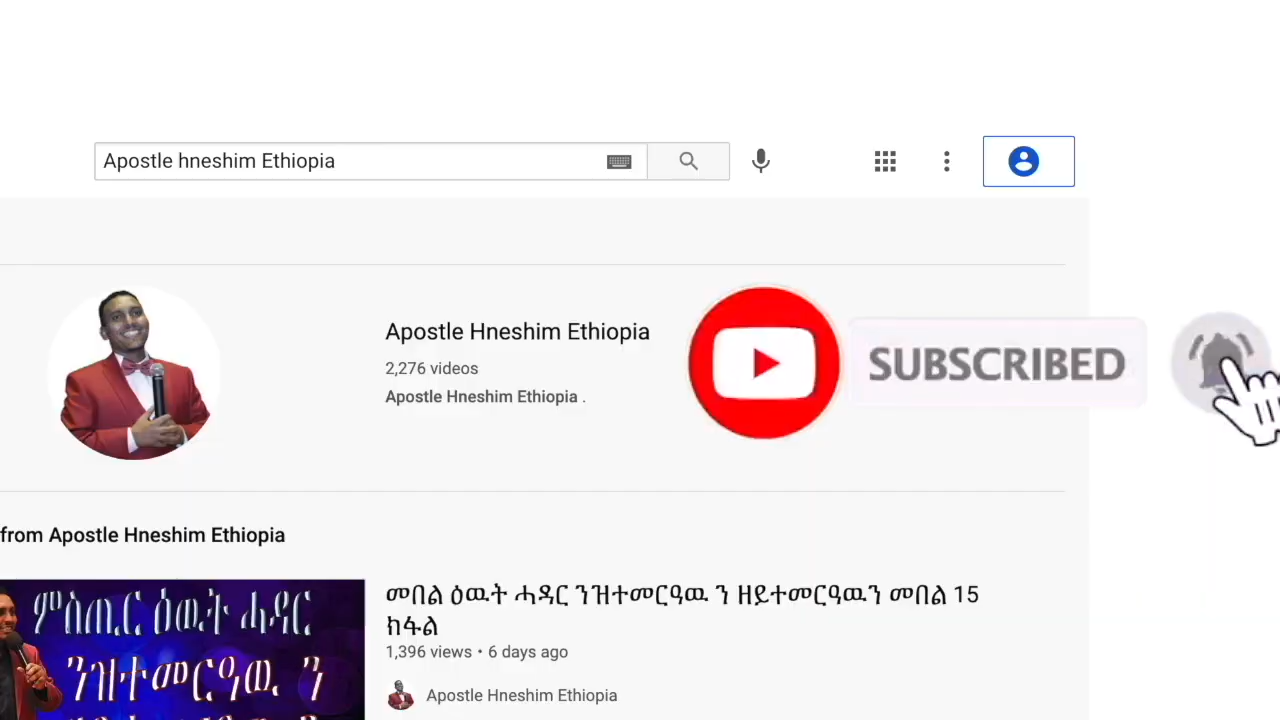 Apostle hneshim Ethiopia
Apostle Hneshim Ethiopia
2,276 videos
Apostle Hneshim Ethiopia .
SUBSCRIBED
from Apostle Hneshim Ethiopia
ምስጢር ዕዉት ሓዳር
ንዝተመርዓዉ ን
መበል ዕዉት ሓዳር ንዝተመርዓዉ ን ዘይተመርዓዉን መበል 15
ክፋል
1,396 views • 6 days ago
Apostle Hneshim Ethiopia